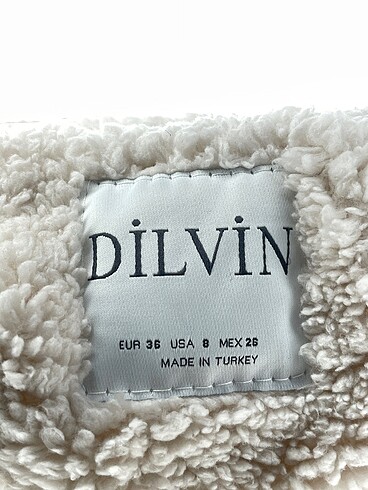 DİLVİN
EUR 36 USA 8 MEX 26
MADE IN TURKEY